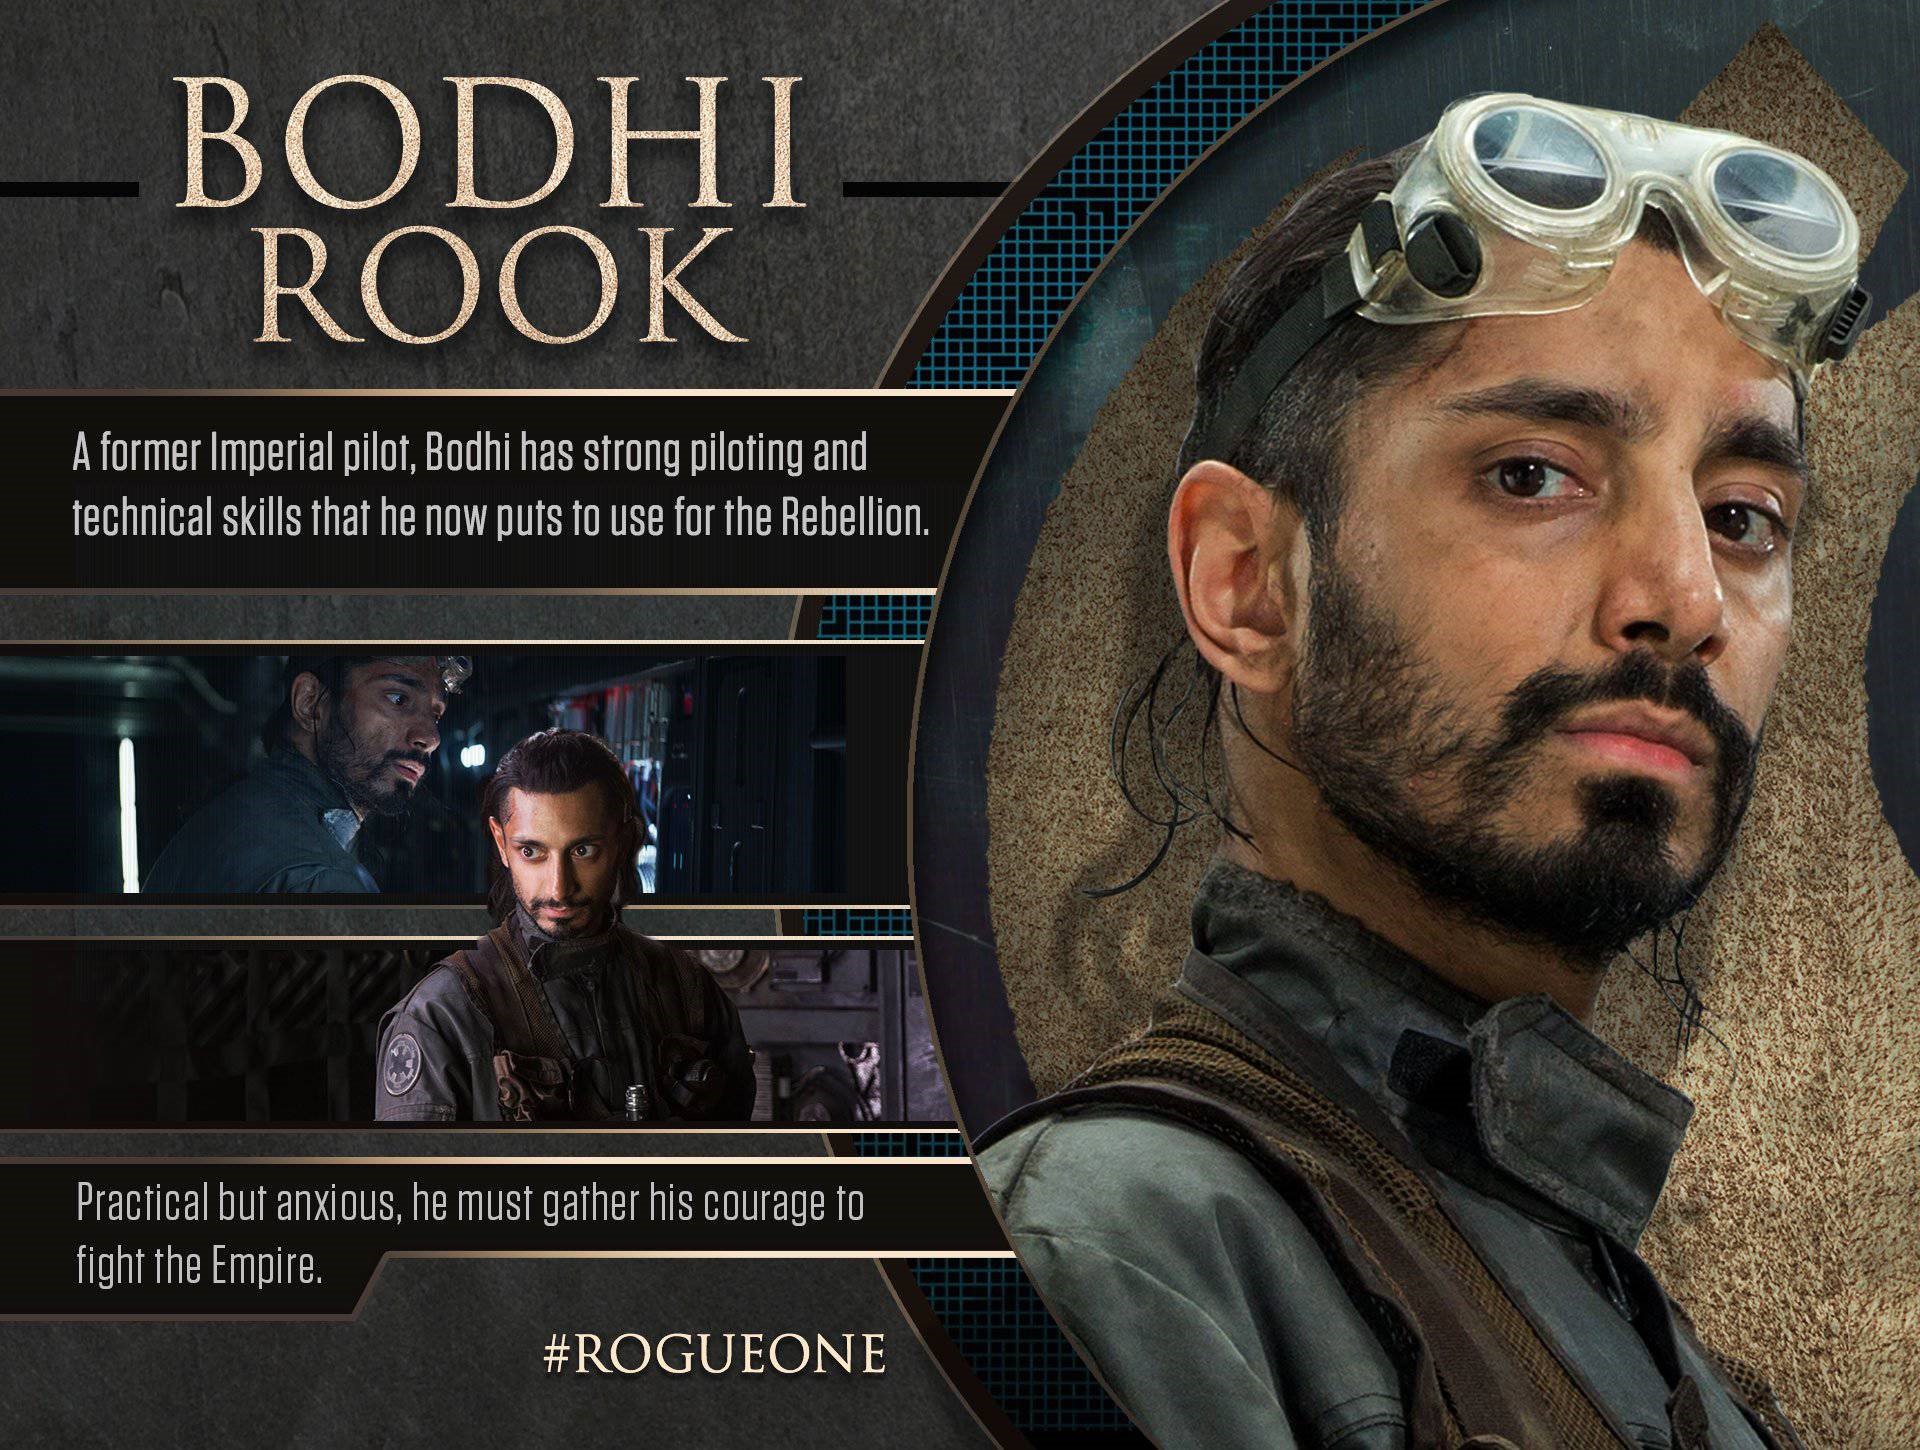 BODHI
ROOK
A former Imperial pilot, Bodhi has strong piloting and
technical skills that he now puts to use for the Rebellion.
Practical but anxious, he must gather his courage to
fight the Empire.
#ROGUEONE